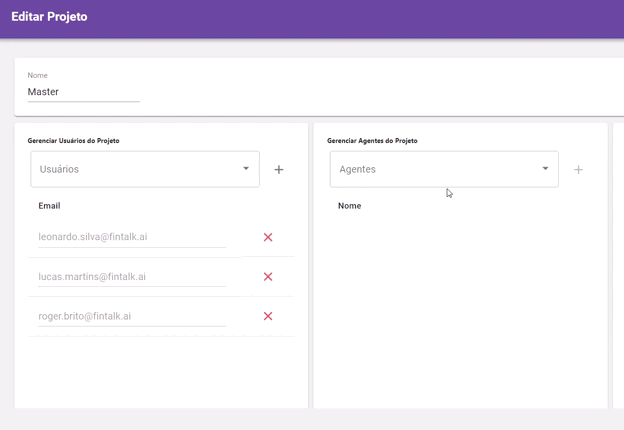 Editar Projeto
Nome
Master
Gerenciar Usuários do Projeto
Usuários
Email
leonardo.silva@fintalk.ai
lucas.martins@fintalk.ai
roger.brito@fintalk.ai
Gerenciar Agentes do Projeto
Agentes
Nome